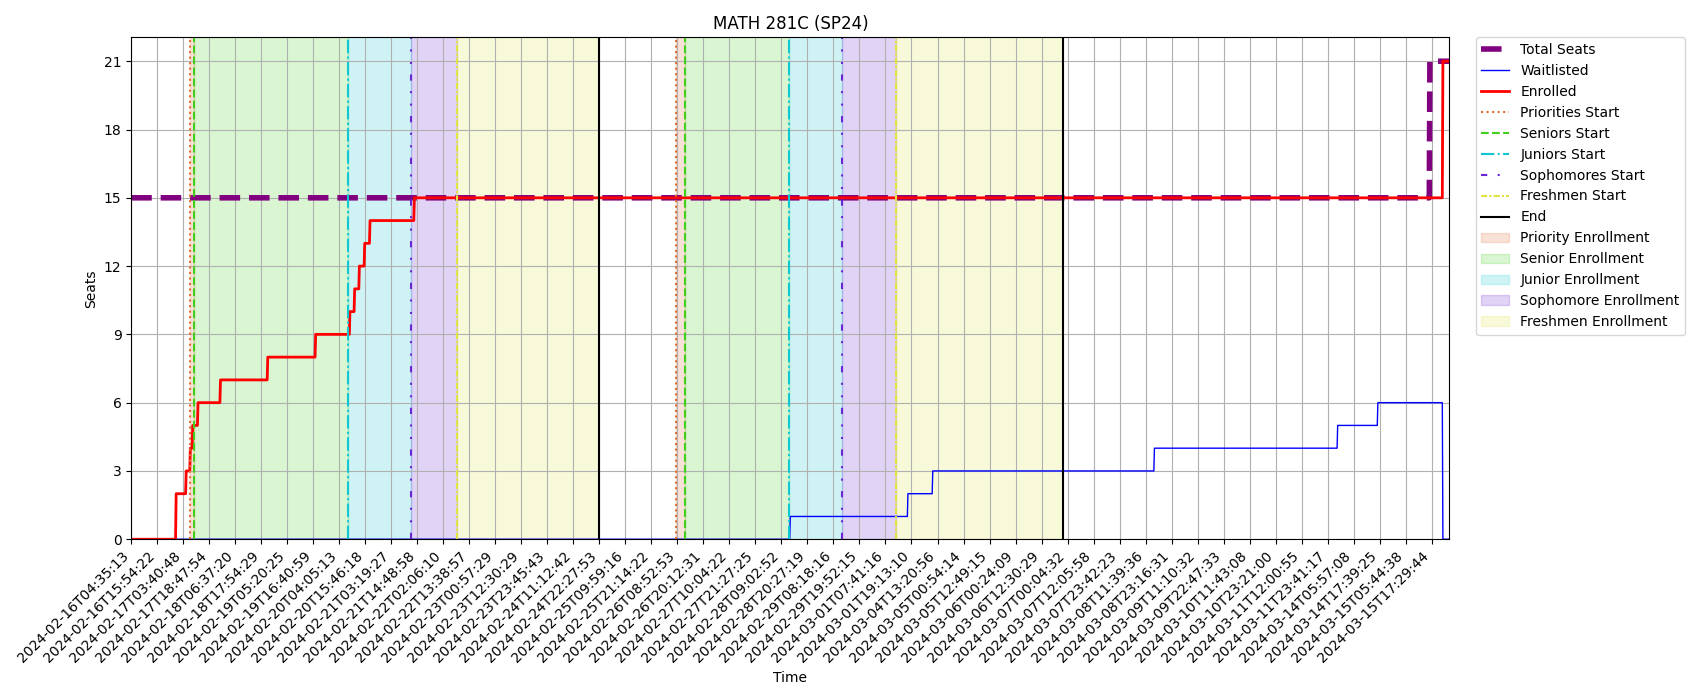 MATH 281C (SP24)
Seats
21
18
15
12
9
6
3
0
2024-02-16T04:35:13
2024-02-16T15:54:22
2024-02-17T03:40:48
2024-02-17T18:47:54
2024-02-18T06:37:20
2024-02-18T17:54:29
2024-02-19T05:20:25
2024-02-19T16:40:59
2024-02-20T04:05:13
2024-02-20T15:46:18
2024-02-21T03:19:27
2024-02-21T14:48:58
2024-02-22T02:06:10
2024-02-22T13:38:57
2024-02-23T00:57:29
2024-02-23T12:30:29
2024-02-23T23:45:43
2024-02-24T11:12:42
2024-02-24T22:27:53
2024-02-25T09:59:16
2024-02-25T21:14:22
2024-02-26T08:52:53
2024-02-26T20:12:31
2024-02-27T10:04:22
2024-02-27T21:27:25
2024-02-28T09:02:52
2024-02-28T20:27:19
2024-02-29T08:18:16
2024-02-29T19:52:15
2024-03-01T07:41:16
2024-03-01T19:13:10
2024-03-04T13:20:56
2024-03-05T00:54:14
2024-03-05T12:49:15
2024-03-06T00:24:09
2024-03-06T12:30:29
2024-03-07T00:04:32
2024-03-07T12:05:58
2024-03-07T23:42:23
2024-03-08T11:39:36
2024-03-08T23:16:31
2024-03-09T11:10:32
2024-03-09T22:47:33
2024-03-10T11:43:08
2024-03-10T23:21:00
2024-03-11T12:00:55
2024-03-11T23:41:17
2024-03-14T05:57:08
2024-03-14T17:39:25
2024-03-15T05:44:38
2024-03-15T17:29:44
Time
Total Seats
Waitlisted
Enrolled
Priorities Start
Seniors Start
Juniors Start
Sophomores Start
Freshmen Start
End
Priority Enrollment
Senior Enrollment
Junior Enrollment
Sophomore Enrollment
Freshmen Enrollment